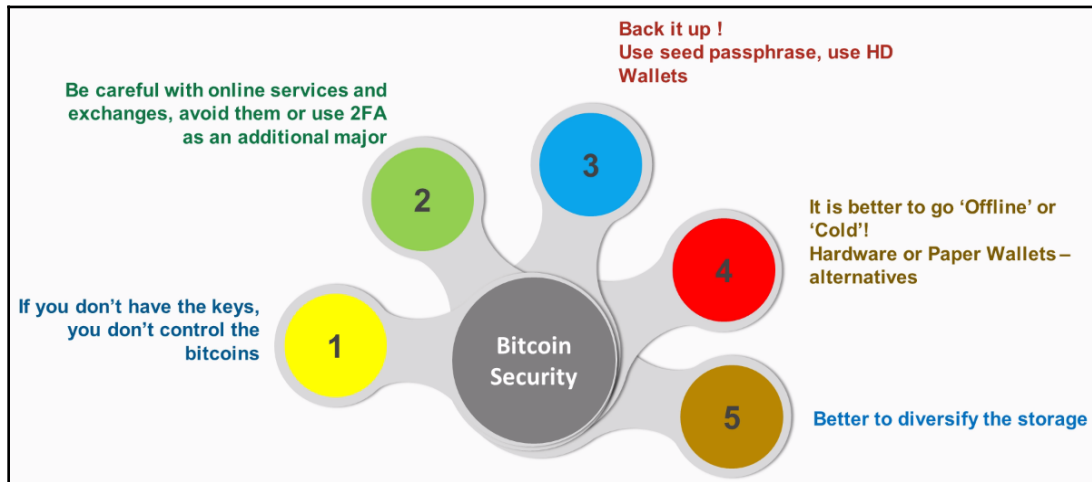 Back it up !
Use seed passphrase, use HD
Wallets
Be careful with online services and
exchanges, avoid them or use 2FA
as an additional major
3
2
It is better to go ‘Offline’ or
‘Cold’!
Hardware or Paper Wallets –
alternatives
4
If you don’t have the keys,
you don’t control the
bitcoins
1
Bitcoin
Security
5
Better to diversify the storage